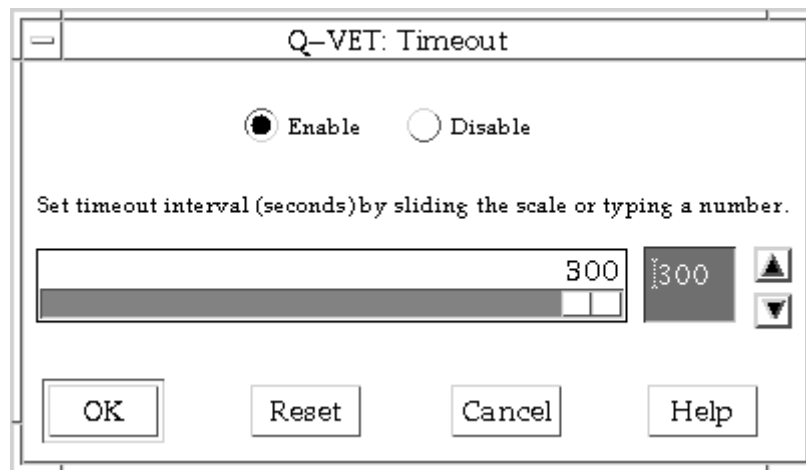 Q–VET: Timeout
Enable Disable
Set timeout interval (seconds) by sliding the scale or typing a number.
300 300
OK Reset Cancel Help